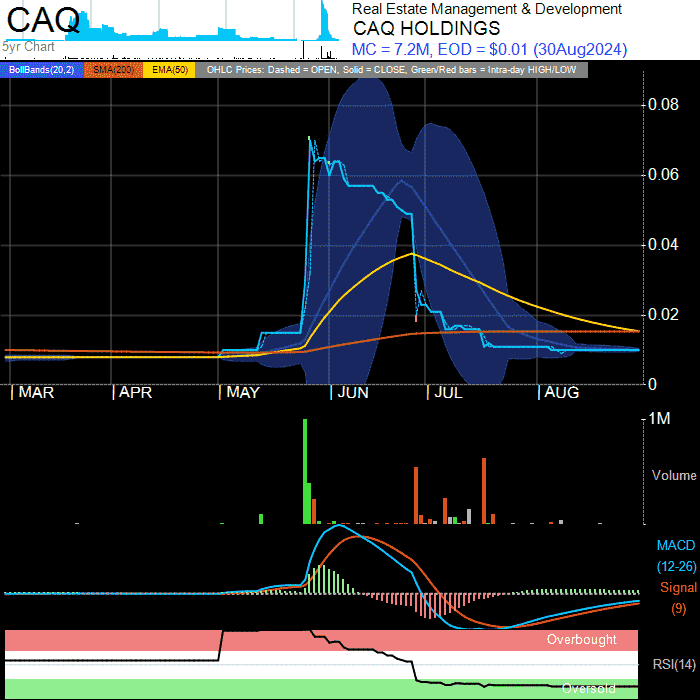 CAQ
Real Estate Management & Development
CAQ HOLDINGS
MC = 7.2M, EOD = $0.01 (30Aug2024)
5yr Chart
BollBands(20,2) SMA(200) EMA(50) OHLC Prices: Dashed = OPEN, Solid = CLOSE, Green/Red bars = Intra-day HIGH/LOW
0.08
0.06
0.04
0.02
0
| MAR | APR | MAY | JUN | JUL | AUG
1M
Volume
MACD
(12-26)
Signal
(9)
Overbought
RSI(14)
Oversold